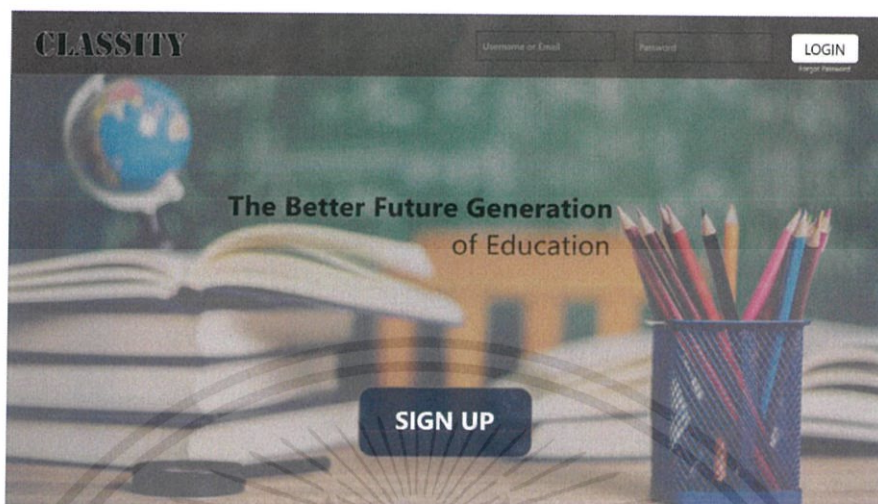 CLASSITY
Username or Email
Password
LOGIN
Forgot Password
The Better Future Generation
of Education
SIGN UP